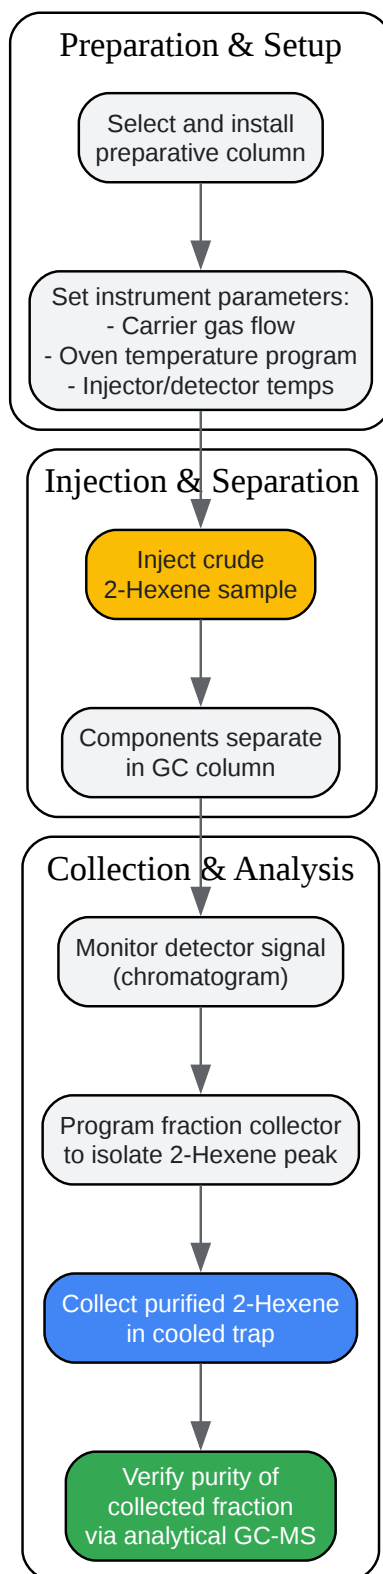 Preparation & Setup
Select and install
preparative column
Set instrument parameters:
- Carrier gas flow
- Oven temperature program
- Injector/detector temps
Injection & Separation
Inject crude
2-Hexene sample
Components separate
in GC column
Collection & Analysis
Monitor detector signal
(chromatogram)
Program fraction collector
to isolate 2-Hexene peak
Collect purified 2-Hexene
in cooled trap
Verify purity of
collected fraction
via analytical GC-MS